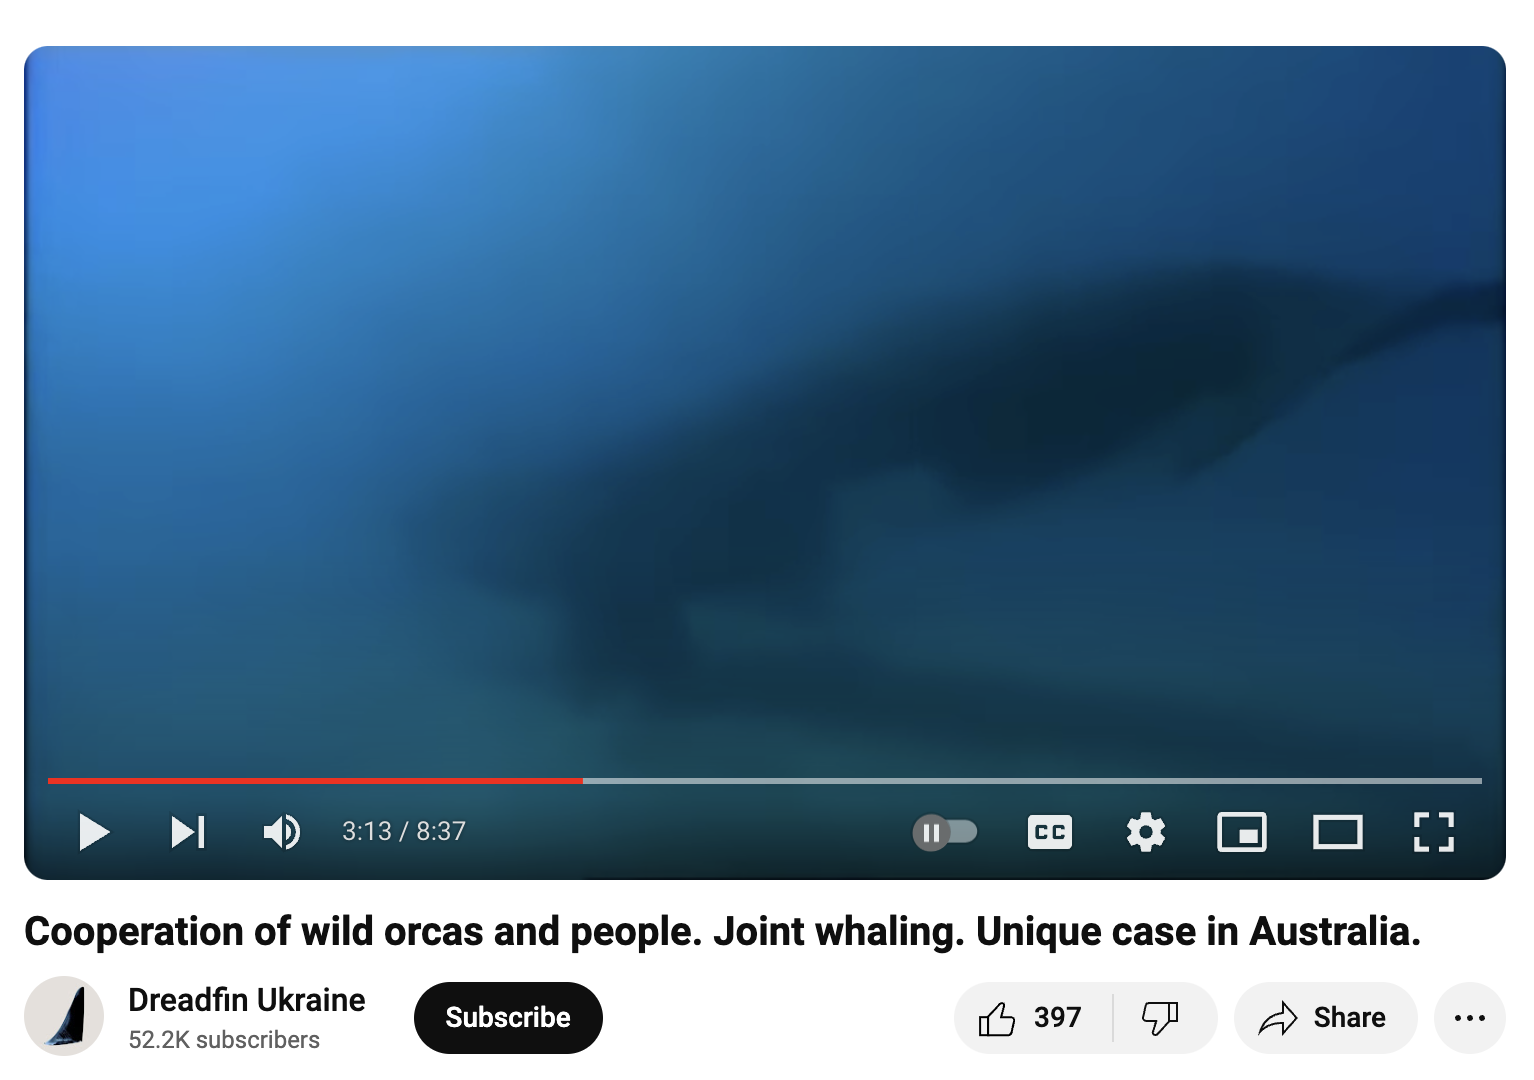 3:13 / 8:37
CC
Cooperation of wild orcas and people. Joint whaling. Unique case in Australia.
Dreadfin Ukraine
52.2K subscribers
Subscribe
397
Share